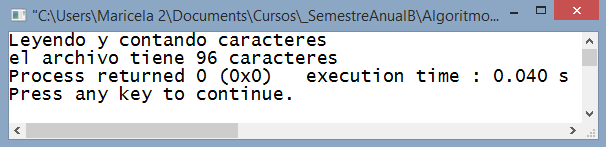 "C:\Users\Maricela 2\Documents\Cursos\_SemestreAnualB\Algoritmo...
Leyendo y contando caracteres
el archivo tiene 96 caracteres
Process returned 0 (0x0)   execution time : 0.040 s
Press any key to continue.